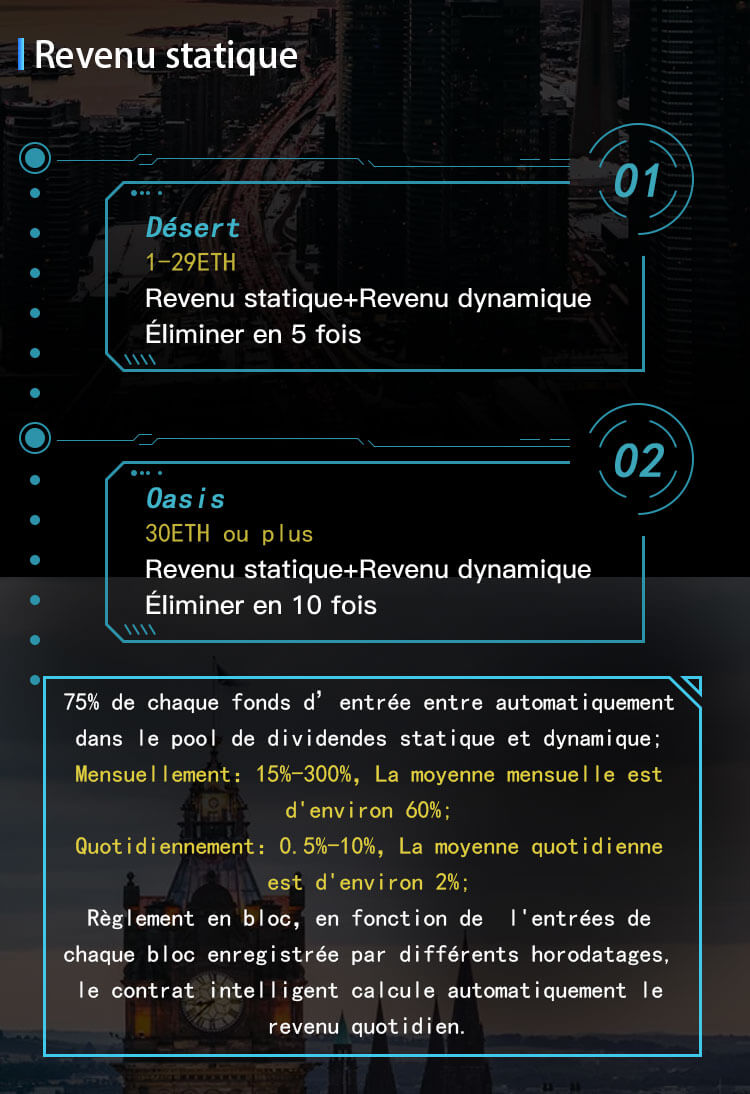 Revenu statique
01
Désert
1-29ETH
Revenu statique+Revenu dynamique
Éliminer en 5 fois
02
Oasis
30ETH ou plus
Revenu statique+Revenu dynamique
Éliminer en 10 fois
75% de chaque fonds d’ entrée entre automatiquement
dans le pool de dividendes statique et dynamique;
Mensuellement: 15%-300%, La moyenne mensuelle est
d'environ 60%;
Quotidiennement: 0.5%-10%, La moyenne quotidienne
est d'environ 2%;
Règlement en bloc, en fonction de  l'entrées de
chaque bloc enregistrée par différents horodatages,
le contrat intelligent calcule automatiquement le
revenu quotidien.